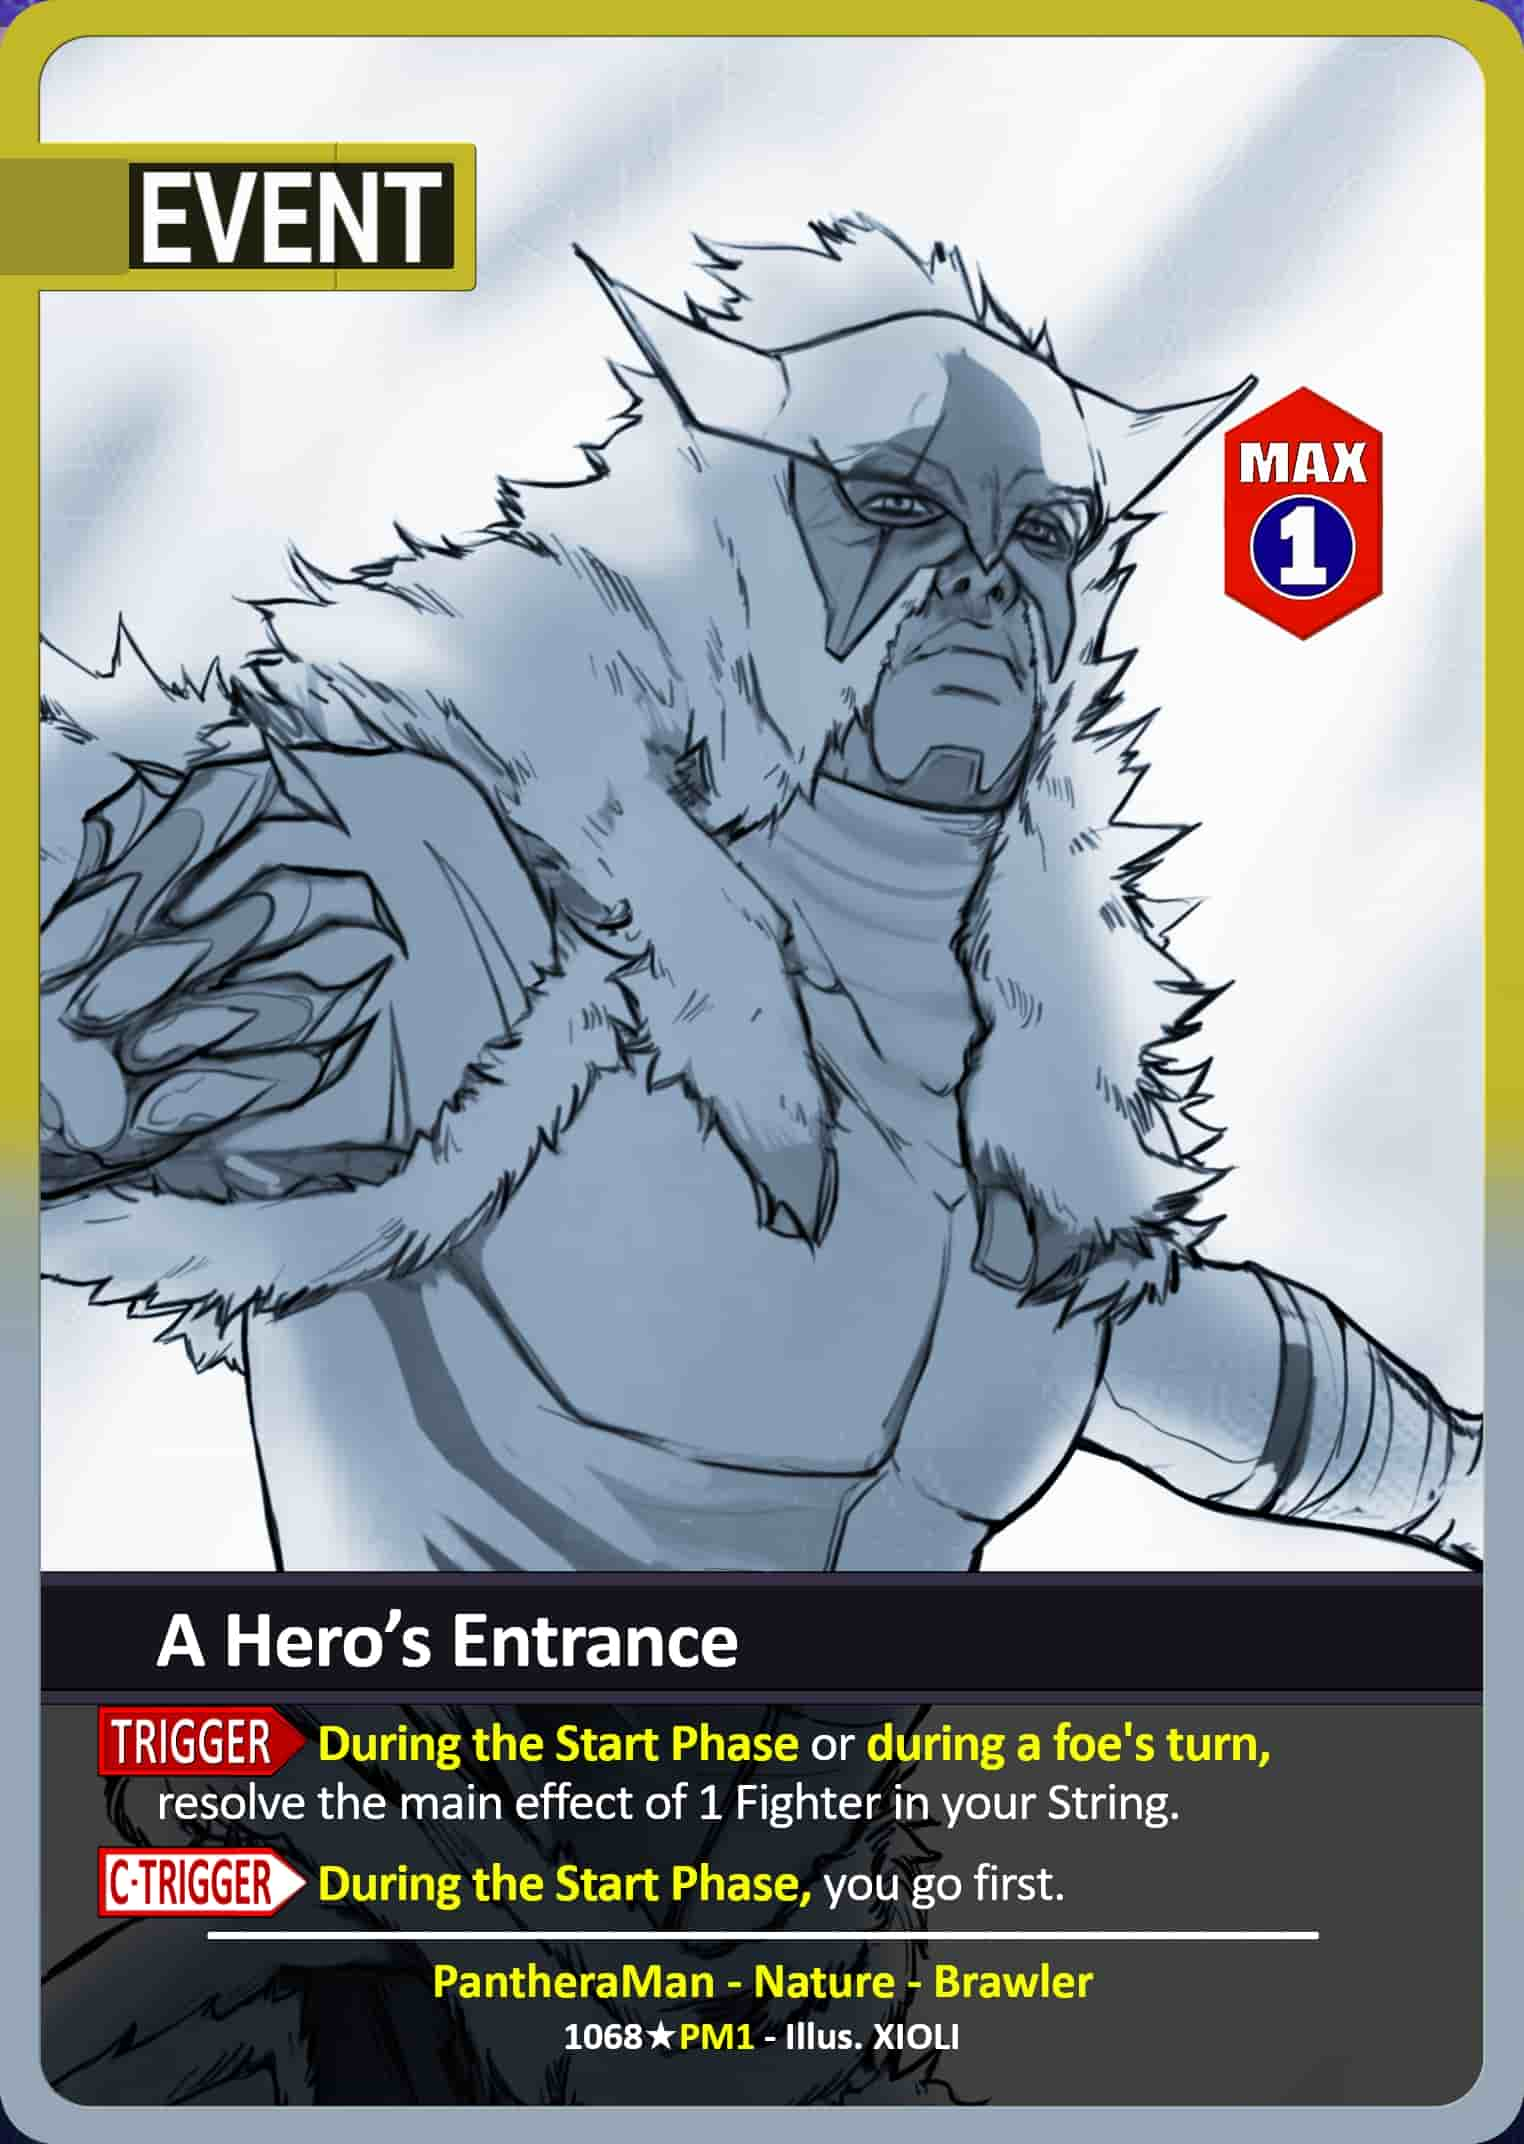 EVENT
MAX
1
A Hero’s Entrance
TRIGGER During the Start Phase or during a foe's turn,
resolve the main effect of 1 Fighter in your String.
C·TRIGGER During the Start Phase, you go first.
PantheraMan - Nature - Brawler
1068★PM1 - Illus. XIOLI